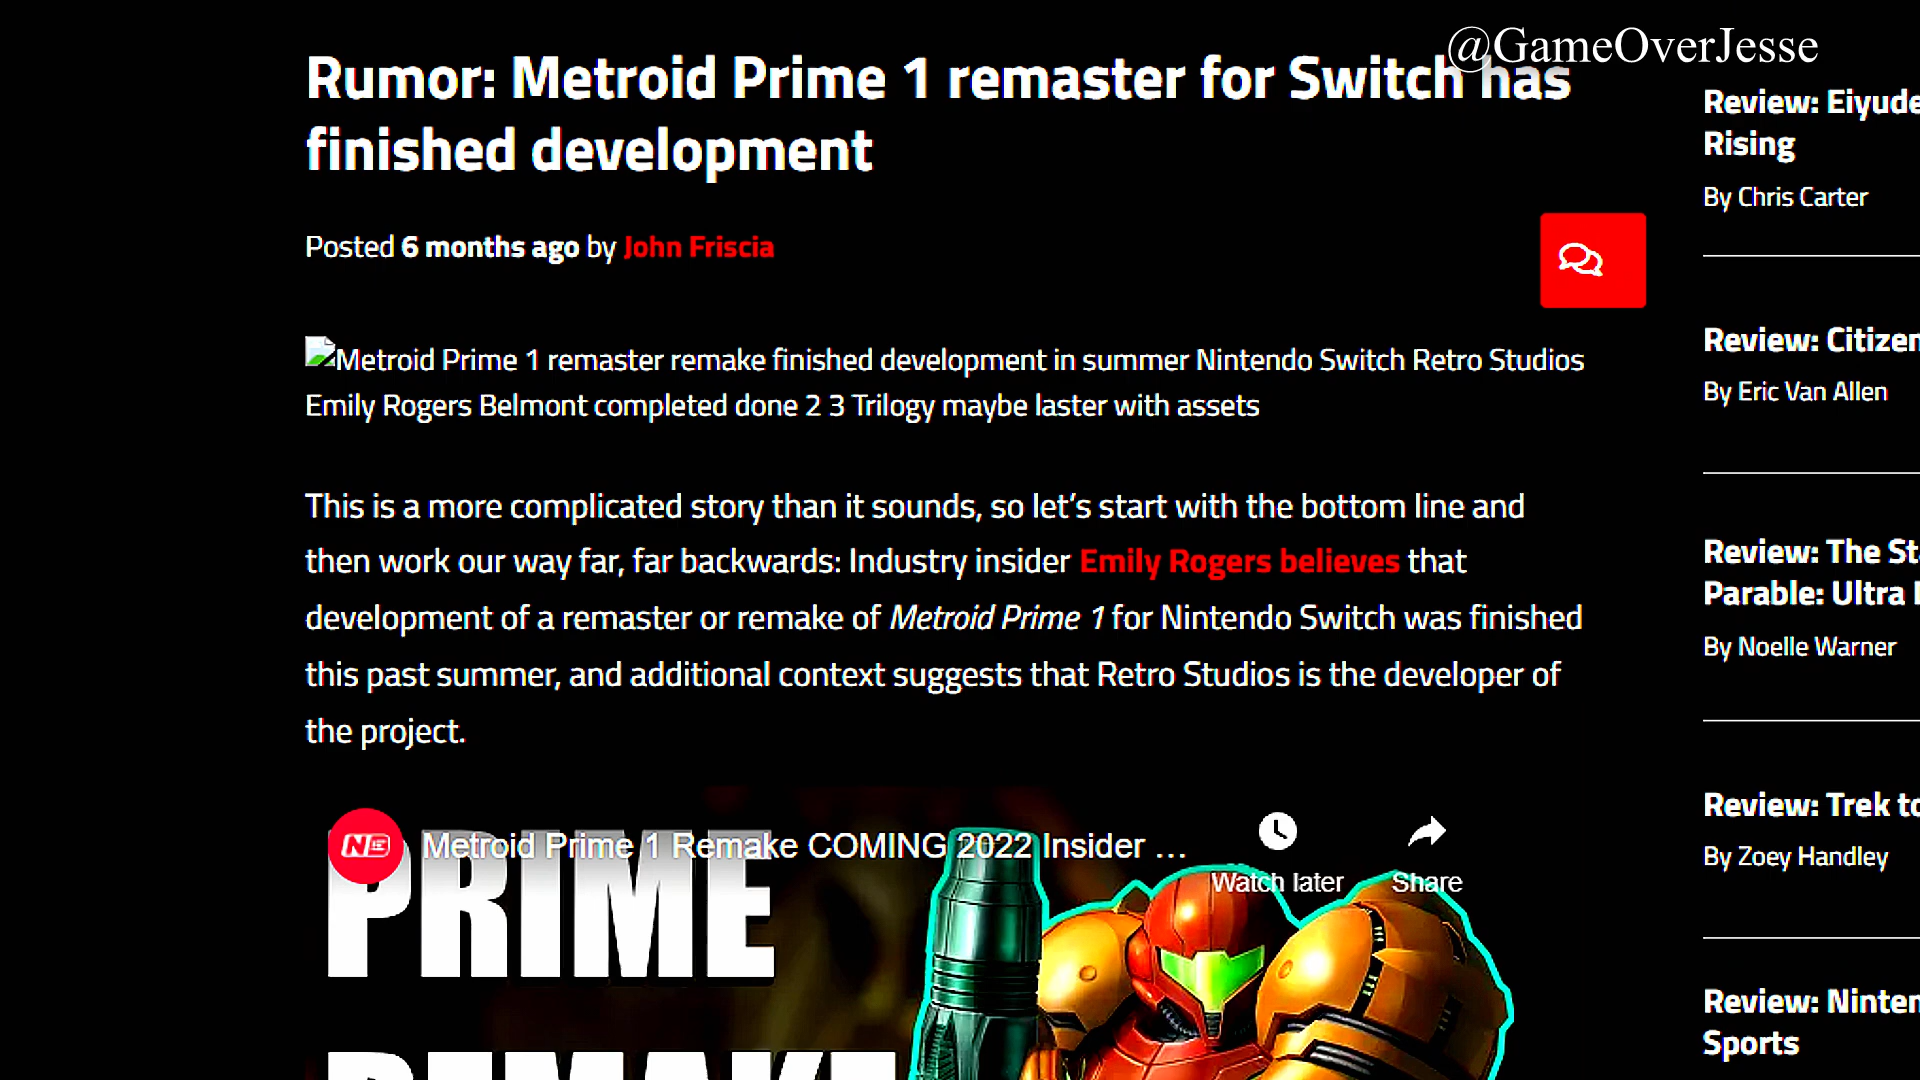 @GameOverJesse
Rumor: Metroid Prime 1 remaster for Switch has
finished development
Posted 6 months ago by John Friscia
Metroid Prime 1 remaster remake finished development in summer Nintendo Switch Retro Studios
Emily Rogers Belmont completed done 2 3 Trilogy maybe laster with assets
This is a more complicated story than it sounds, so let’s start with the bottom line and
then work our way far, far backwards: Industry insider Emily Rogers believes that
development of a remaster or remake of Metroid Prime 1 for Nintendo Switch was finished
this past summer, and additional context suggests that Retro Studios is the developer of
the project.
NE
Metroid Prime 1 Remake COMING 2022 Insider ...
Watch later
Share
PRIME
REMAKE
Review: Eiyude
Rising
By Chris Carter
Review: Citizen
By Eric Van Allen
Review: The St
Parable: Ultra
By Noelle Warner
Review: Trek to
By Zoey Handley
Review: Ninten
Sports